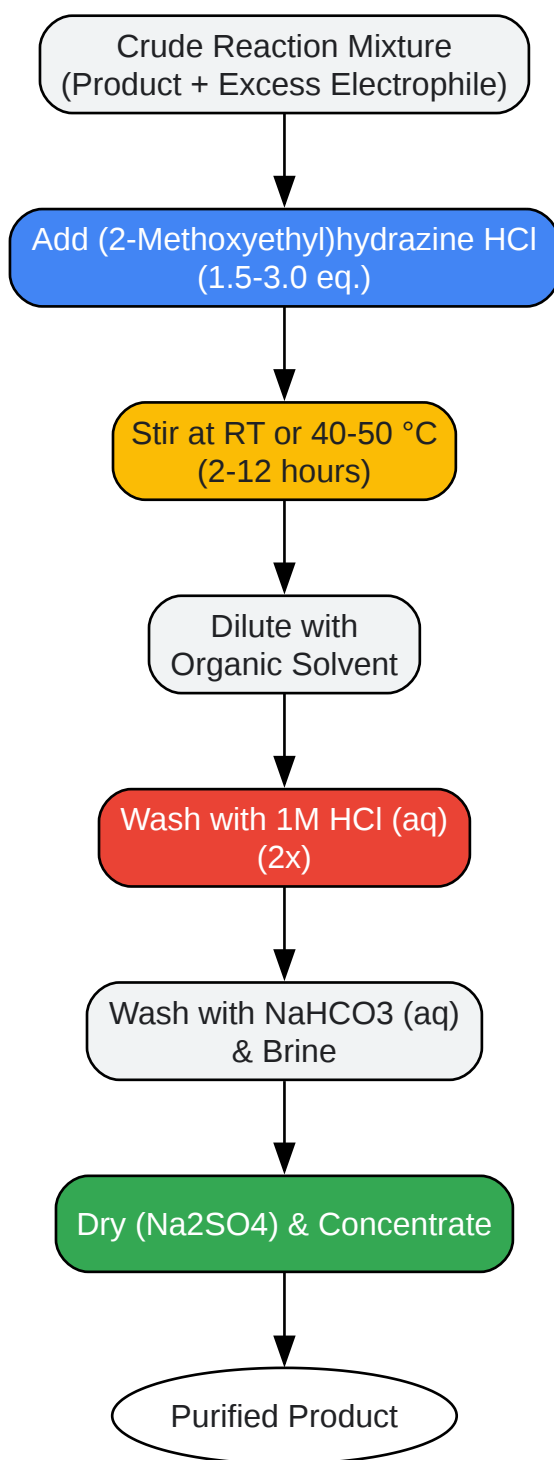 Crude Reaction Mixture
(Product + Excess Electrophile)
Add (2-Methoxyethyl)hydrazine HCl
(1.5-3.0 eq.)
Stir at RT or 40-50 °C
(2-12 hours)
Dilute with
Organic Solvent
Wash with 1M HCl (aq)
(2x)
Wash with NaHCO3 (aq)
& Brine
Dry (Na2SO4) & Concentrate
Purified Product